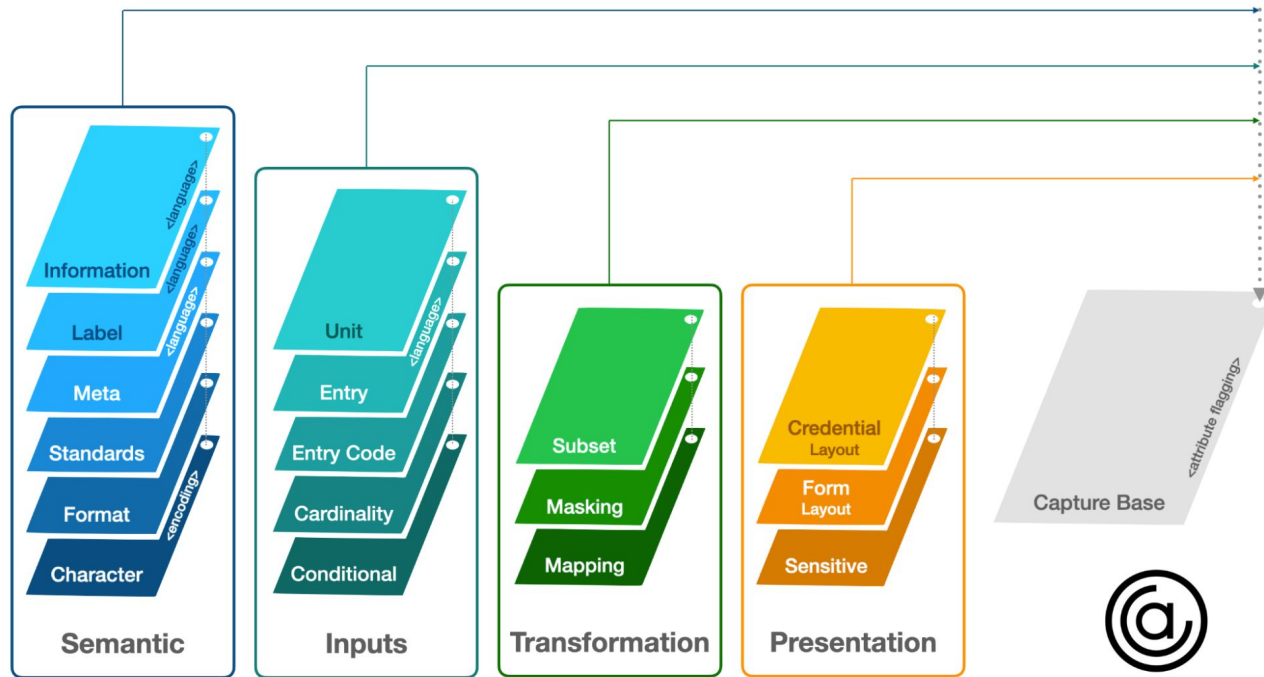 <language>
Information
<language>
Label
<language>
Meta
Standards
Format
<encoding>
Character
Semantic
Unit
<language>
Entry
Entry Code
Cardinality
Conditional
Inputs
Subset
Masking
Mapping
Transformation
Credential
Layout
Form
Layout
Sensitive
Presentation
<attribute flagging>
Capture Base
a